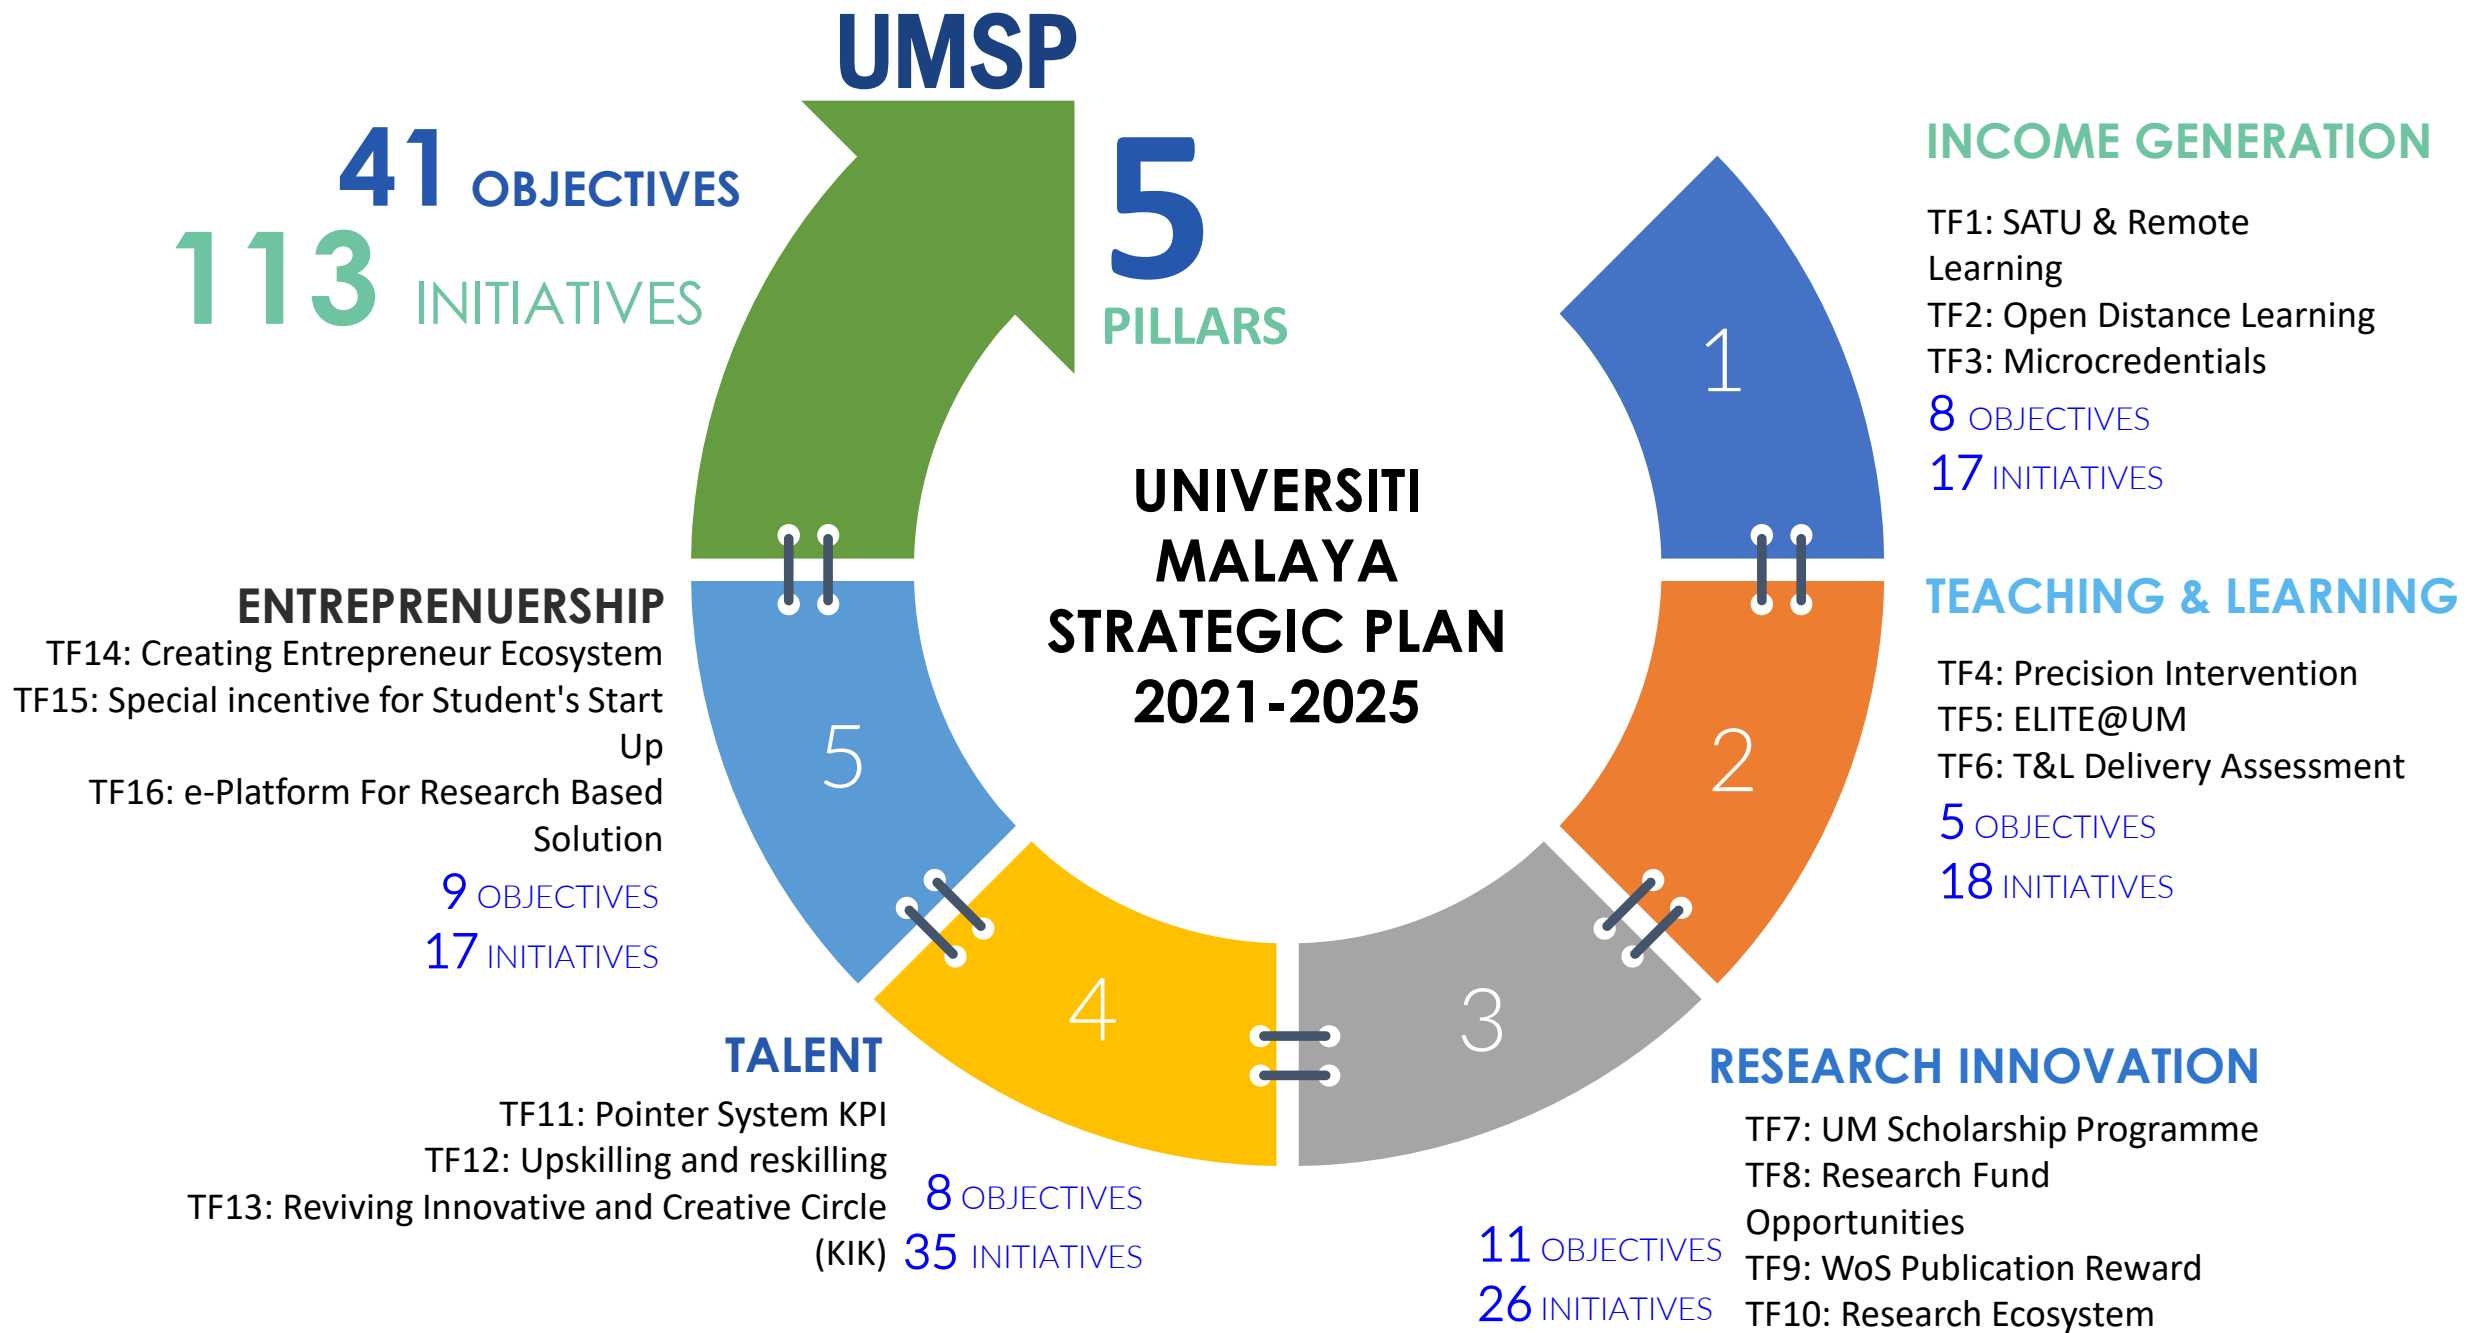 UMSP
41 OBJECTIVES
113 INITIATIVES
5
PILLARS
UNIVERSITI
MALAYA
STRATEGIC PLAN
2021-2025
1
INCOME GENERATION
TF1: SATU & Remote
Learning
TF2: Open Distance Learning
TF3: Microcredentials
8 OBJECTIVES
17 INITIATIVES
2
TEACHING & LEARNING
TF4: Precision Intervention
TF5: ELITE@UM
TF6: T&L Delivery Assessment
5 OBJECTIVES
18 INITIATIVES
3
RESEARCH INNOVATION
TF7: UM Scholarship Programme
TF8: Research Fund
Opportunities
TF9: WoS Publication Reward
TF10: Research Ecosystem
11 OBJECTIVES
26 INITIATIVES
4
TALENT
TF11: Pointer System KPI
TF12: Upskilling and reskilling
TF13: Reviving Innovative and Creative Circle
(KIK)
8 OBJECTIVES
35 INITIATIVES
5
ENTREPRENUERSHIP
TF14: Creating Entrepreneur Ecosystem
TF15: Special incentive for Student's Start
Up
TF16: e-Platform For Research Based
Solution
9 OBJECTIVES
17 INITIATIVES